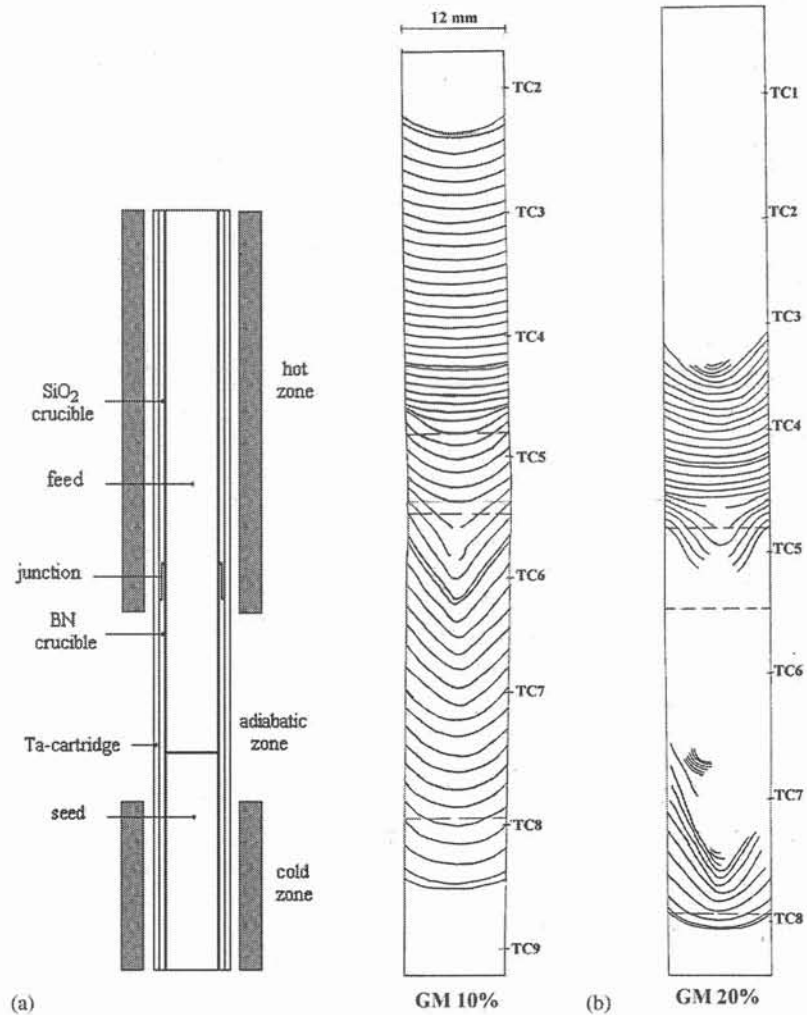 12 mm
TC2
TC3
TC4
TC5
TC6
TC7
TC8
TC9
GM 10%
TC1
TC2
TC3
TC4
TC5
TC6
TC7
TC8
GM 20%
SiO2
crucible
feed
junction
BN
crucible
Ta-cartridge
seed
hot
zone
adiabatic
zone
cold
zone
(a)
(b)